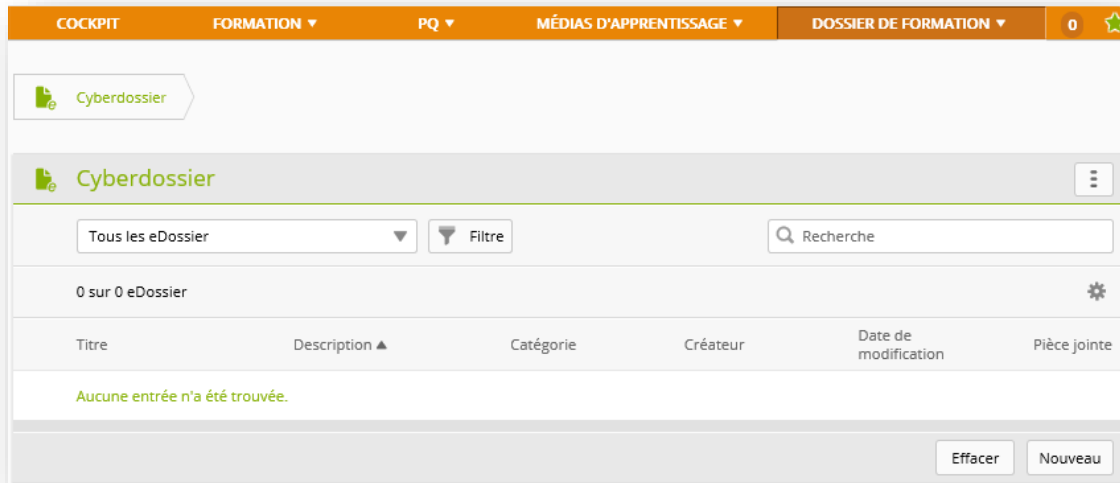 COCKPIT FORMATION ▼ PQ ▼ MÉDIAS D'APPRENTISSAGE ▼ DOSSIER DE FORMATION ▼ 0
Cyberdossier
Cyberdossier
Tous les eDossier ▼ Filtre Recherche
0 sur 0 eDossier
Titre Description ▲ Catégorie Créateur Date de modification Pièce jointe
Aucune entrée n'a été trouvée.
Effacer Nouveau